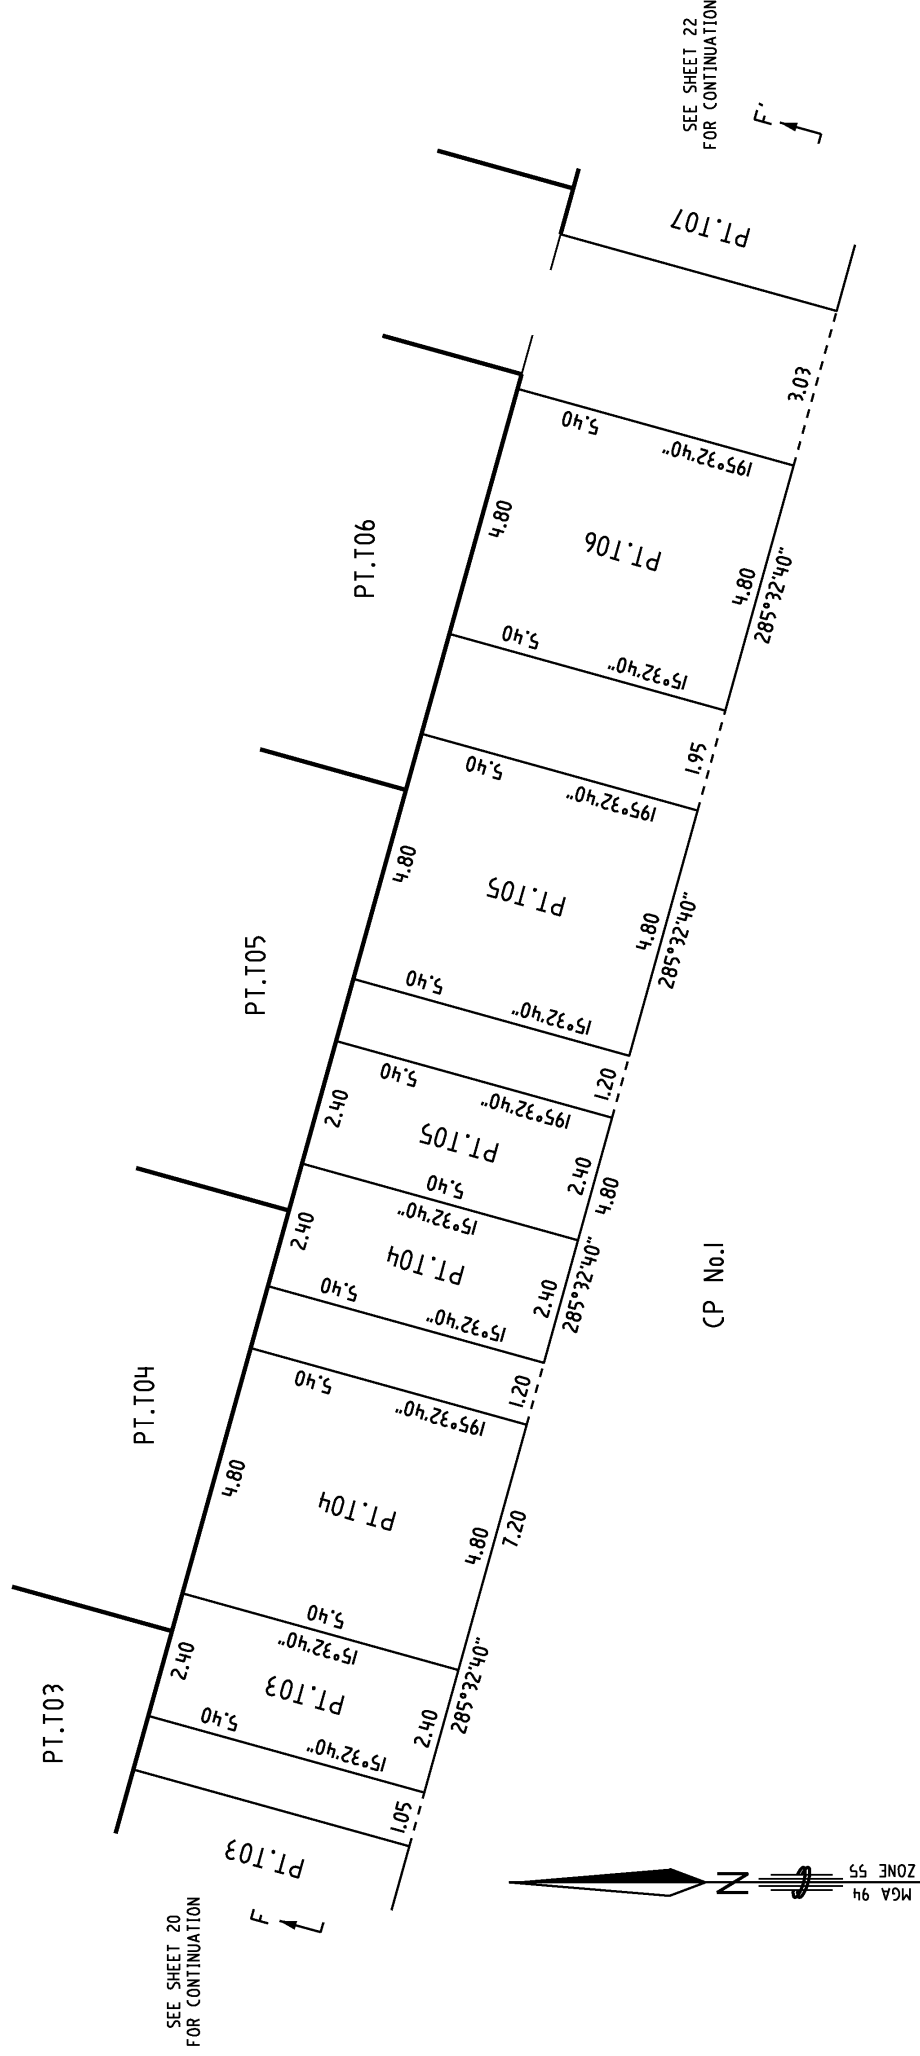 SEE SHEET 20
FOR CONTINUATION
F
PT.T03
PT.T03
1.05
2.40
5.40
15°32'40"
PT.T03
2.40
285°32'40"
15°32'40"
5.40
PT.T04
4.80
PT.T04
4.80
7.20
5.40
195°32'40"
1.20
2.40
5.40
15°32'40"
PT.T04
2.40
285°32'40"
15°32'40"
5.40
PT.T05
2.40
PT.T05
2.40
4.80
5.40
195°32'40"
1.20
5.40
15°32'40"
4.80
PT.T05
4.80
285°32'40"
5.40
195°32'40"
1.95
PT.T06
5.40
15°32'40"
4.80
PT.T06
4.80
285°32'40"
5.40
195°32'40"
3.03
PT.T07
F'
SEE SHEET 22
FOR CONTINUATION
CP No.1
N
MGA 94
ZONE 55